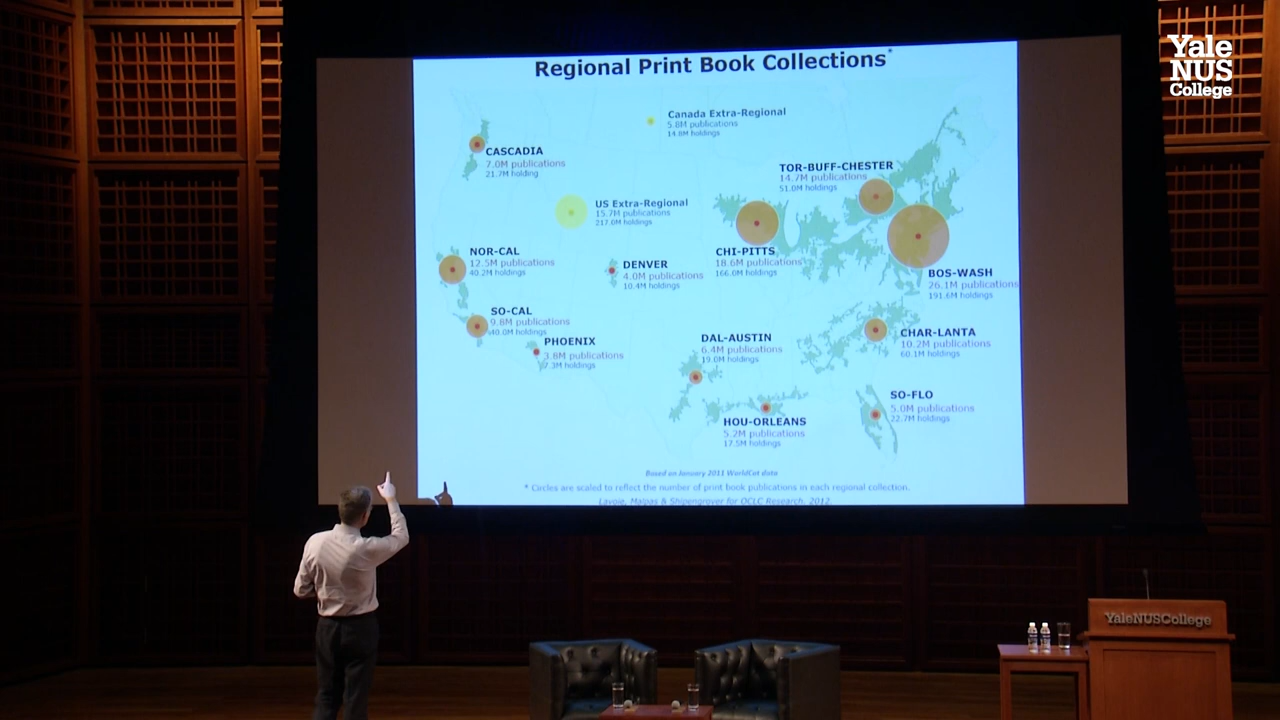 Regional Print Book Collections*
Canada Extra-Regional
5.8M publications
14.8M holdings
CASCADIA
7.0M publications
21.7M holding
TOR-BUFF-CHESTER
14.7M publications
51.0M holdings
US Extra-Regional
15.7M publications
217.0M holdings
NOR-CAL
12.5M publications
40.2M holdings
DENVER
4.0M publications
10.4M holdings
CHI-PITTS
18.6M publications
166.0M holdings
BOS-WASH
26.1M publications
191.6M holdings
SO-CAL
9.8M publications
40.0M holdings
PHOENIX
3.8M publications
7.3M holdings
DAL-AUSTIN
6.4M publications
19.0M holdings
CHAR-LANTA
10.2M publications
60.1M holdings
HOU-ORLEANS
5.2M publications
17.5M holdings
SO-FLO
5.0M publications
22.7M holdings
Based on January 2011 WorldCat data
* Circles are scaled to reflect the number of print book publications in each regional collection.
Lavoie, Malpas & Shipengrover for OCLC Research, 2012.
Yale
NUS
College
YaleNUSCollege